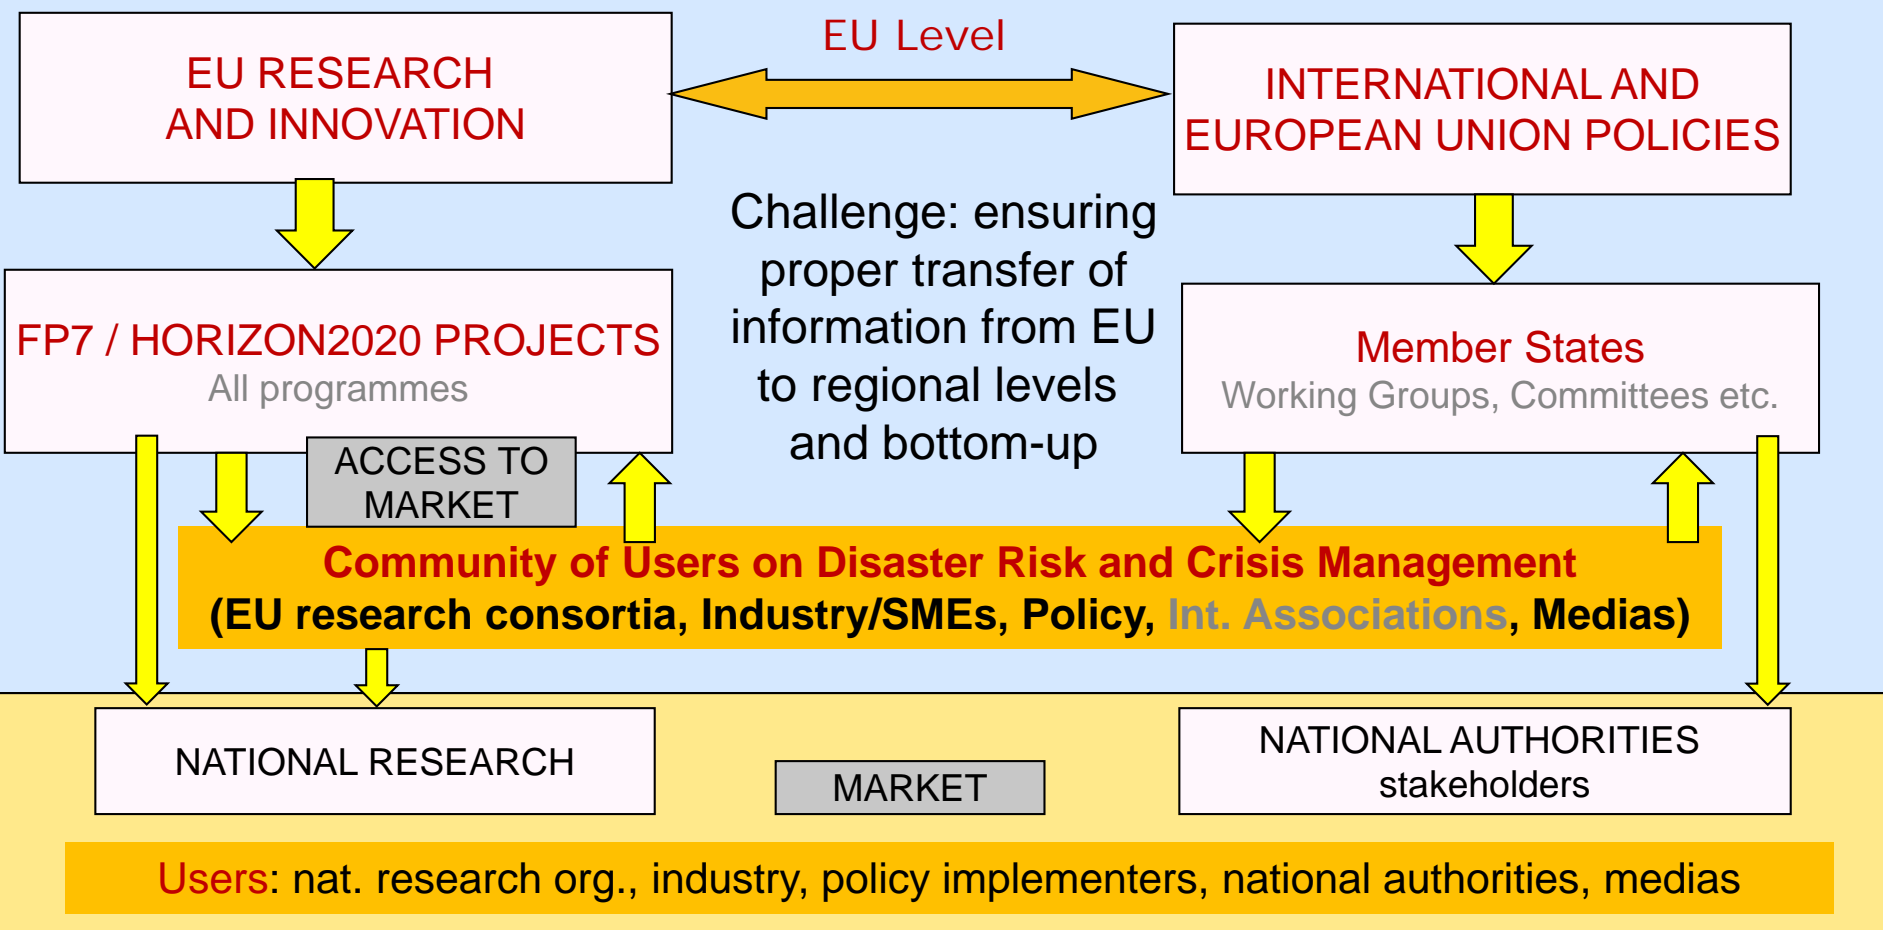 EU Level
EU RESEARCH
AND INNOVATION
INTERNATIONAL AND
EUROPEAN UNION POLICIES
Challenge: ensuring
proper transfer of
information from EU
to regional levels
and bottom-up
FP7 / HORIZON2020 PROJECTS
All programmes
Member States
Working Groups, Committees etc.
ACCESS TO
MARKET
Community of Users on Disaster Risk and Crisis Management
(EU research consortia, Industry/SMEs, Policy, Int. Associations, Medias)
NATIONAL RESEARCH
MARKET
NATIONAL AUTHORITIES
stakeholders
Users: nat. research org., industry, policy implementers, national authorities, medias